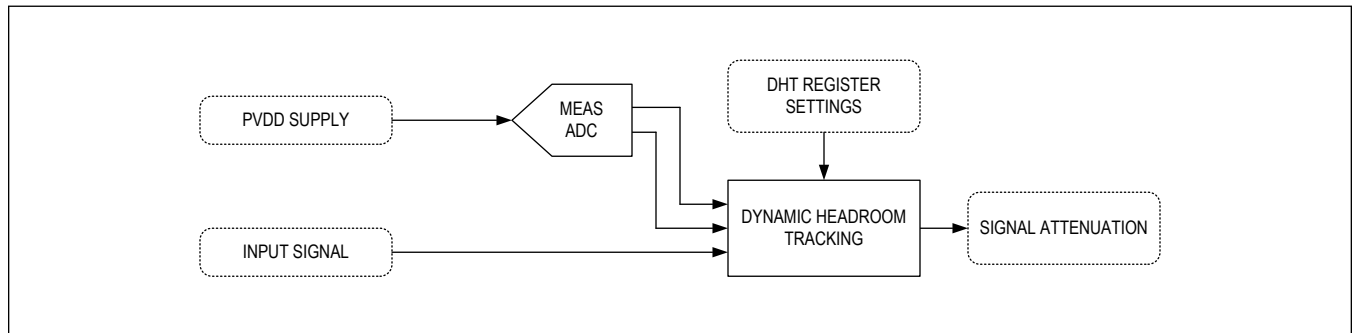 PVDD SUPPLY
MEAS
ADC
DHT REGISTER
SETTINGS
INPUT SIGNAL
DYNAMIC HEADROOM
TRACKING
SIGNAL ATTENUATION